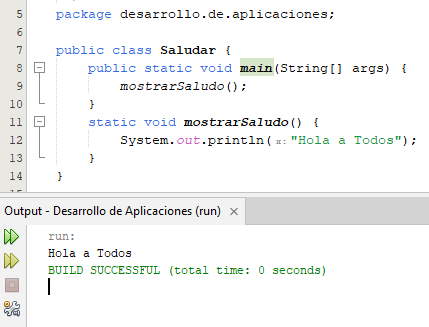 5 package desarrollo.de.aplicaciones;
6
7 public class Saludar {
8 public static void main(String[] args) {
9 mostrarSaludo();
10 }
11 static void mostrarSaludo() {
12 System.out.println( x: "Hola a Todos");
13 }
14 }
Output - Desarrollo de Aplicaciones (run) ×
run:
Hola a Todos
BUILD SUCCESSFUL (total time: 0 seconds)